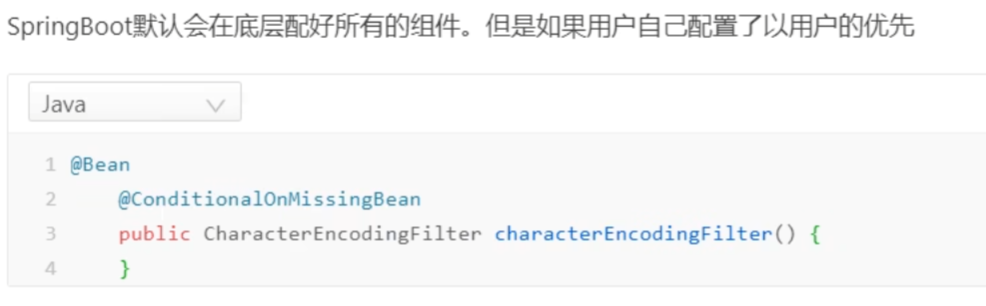 SpringBoot默认会在底层配好所有的组件。但是如果用户自己配置了以用户的优先
Java
1 @Bean
2     @ConditionalOnMissingBean
3     public CharacterEncodingFilter characterEncodingFilter() {
4     }